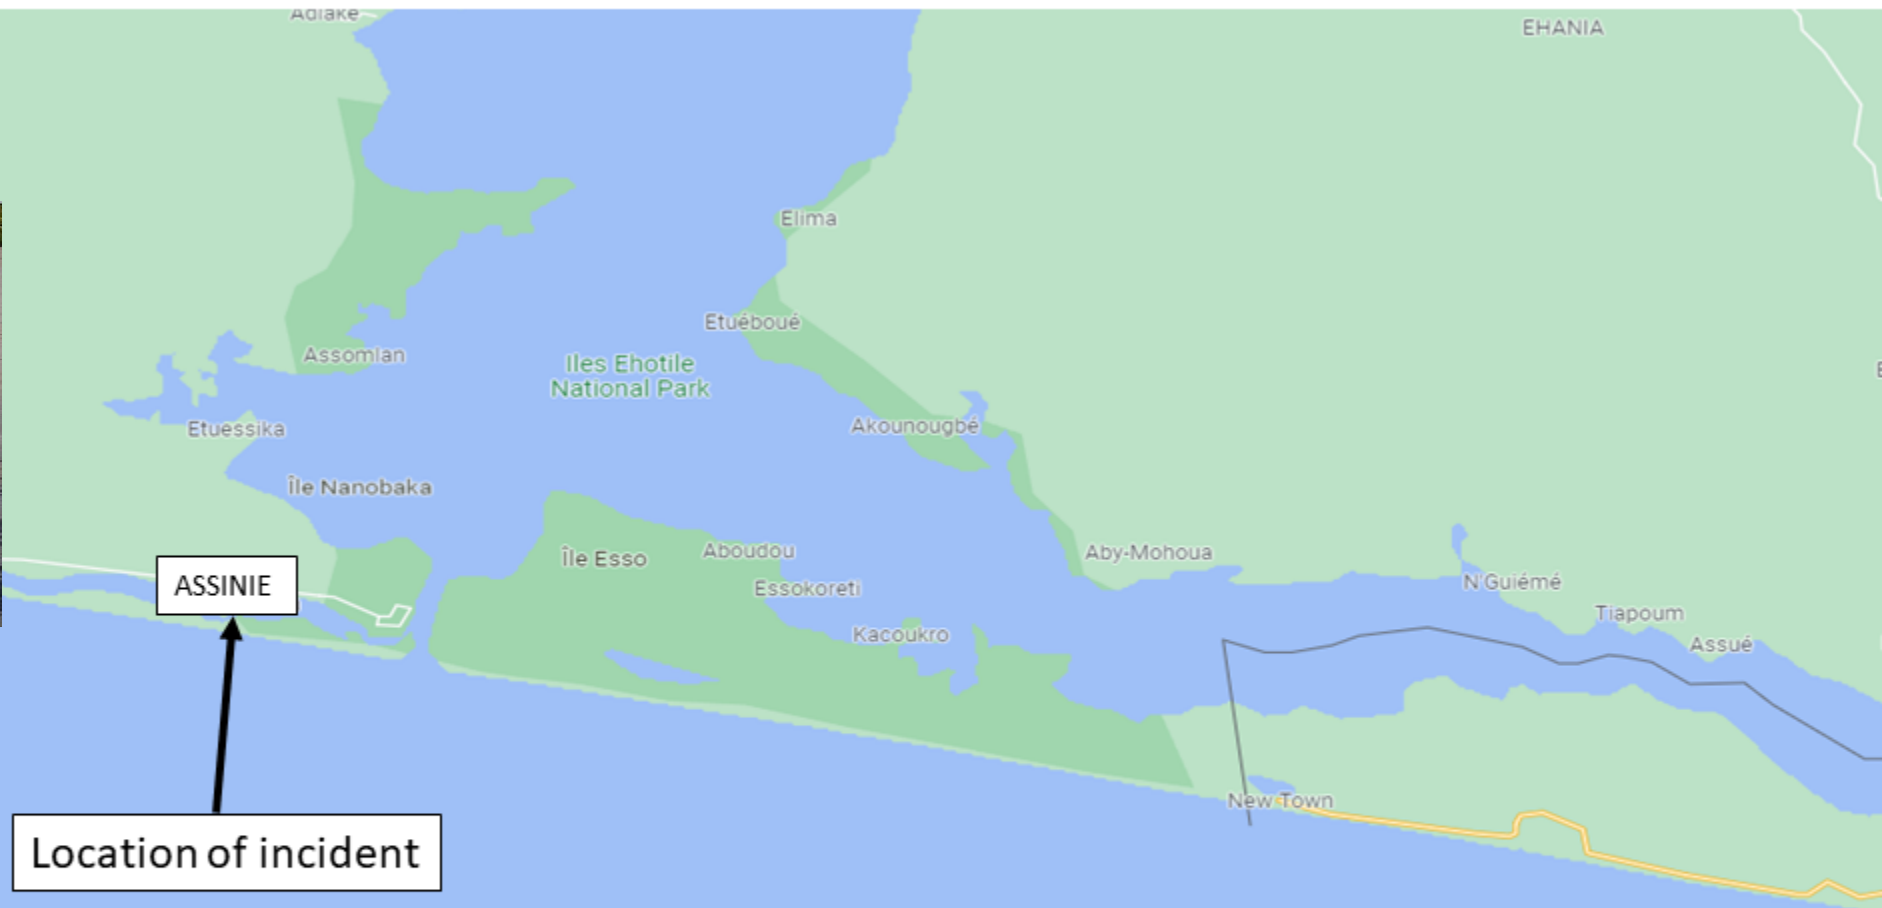 Adiake
EHANIA
Elima
Etuéboué
Assomlan
Iles Ehotile
National Park
Akounougbé
Etuessika
Île Nanobaka
Île Esso
Aboudou
Aby-Mohoua
ASSINIE
Essokoreti
N'Guiémé
Tiapoum
Kacoukro
Assué
New Town
Location of incident